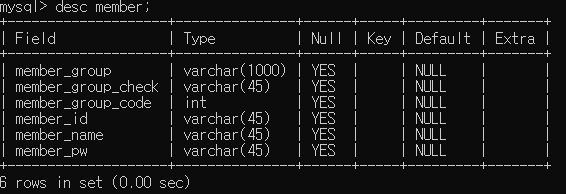 mysql> desc member;
+--------------------+---------------+------+-----+---------+-------+
| Field | Type | Null | Key | Default | Extra |
+--------------------+---------------+------+-----+---------+-------+
| member_group | varchar(1000) | YES | | NULL | |
| member_group_check | varchar(45) | YES | | NULL | |
| member_group_code | int | YES | | NULL | |
| member_id | varchar(45) | YES | | NULL | |
| member_name | varchar(45) | YES | | NULL | |
| member_pw | varchar(45) | YES | | NULL | |
+--------------------+---------------+------+-----+---------+-------+
6 rows in set (0.00 sec)